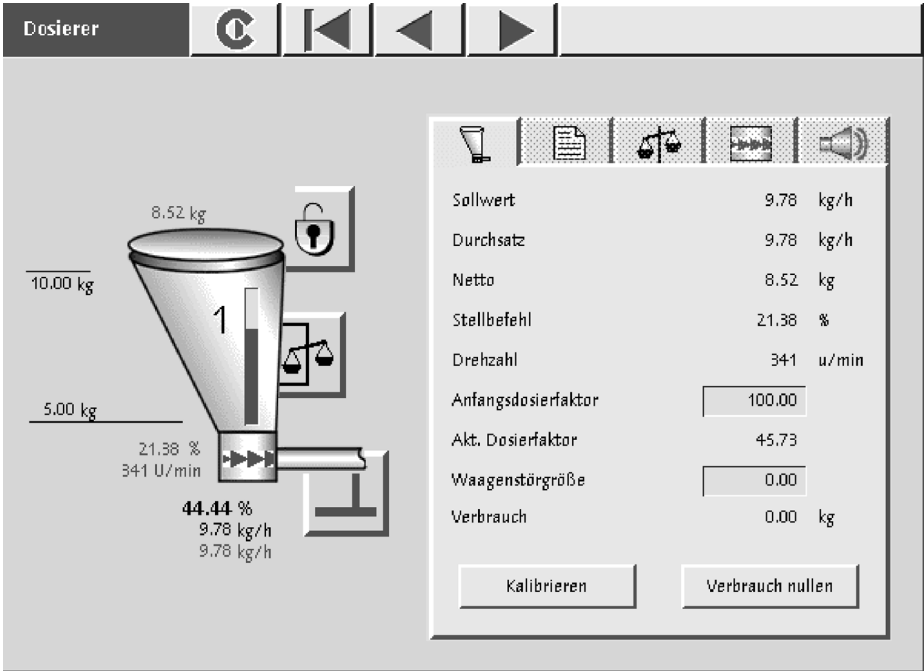 Dosierer
8.52 kg
10.00 kg
1
5.00 kg
21.38 %
341 U/min
44.44 %
9.78 kg/h
9.78 kg/h
Sollwert 9.78 kg/h
Durchsatz 9.78 kg/h
Netto 8.52 kg
Stellbefehl 21.38 %
Drehzahl 341 u/min
Anfangsdosierfaktor 100.00
Akt. Dosierfaktor 45.73
Waagenstörgröße 0.00
Verbrauch 0.00 kg
Kalibrieren Verbrauch nullen